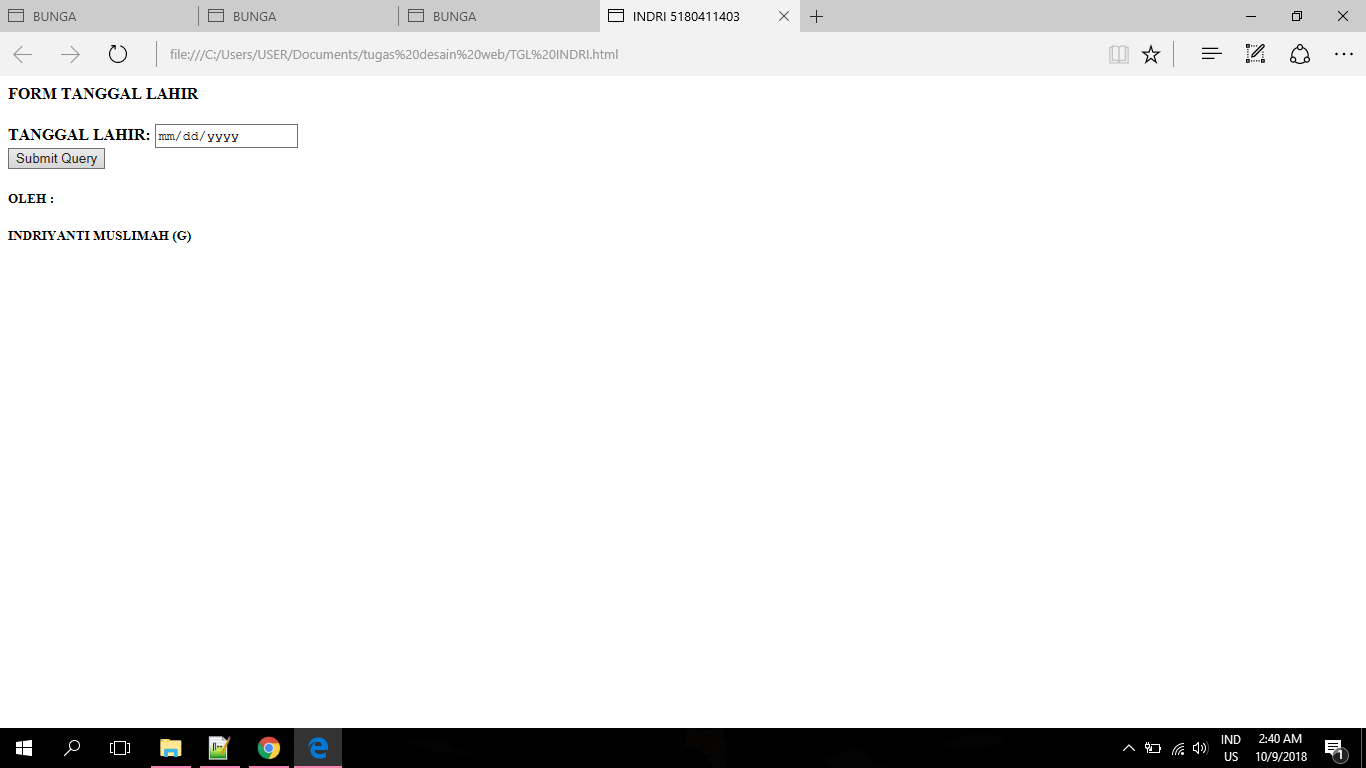 BUNGA
BUNGA
BUNGA
INDRI 5180411403
file:///C:/Users/USER/Documents/tugas%20desain%20web/TGL%20INDRI.html
FORM TANGGAL LAHIR
TANGGAL LAHIR: mm/dd/yyyy
Submit Query
OLEH :
INDRIYANTI MUSLIMAH (G)
IND
US
2:40 AM
10/9/2018
1